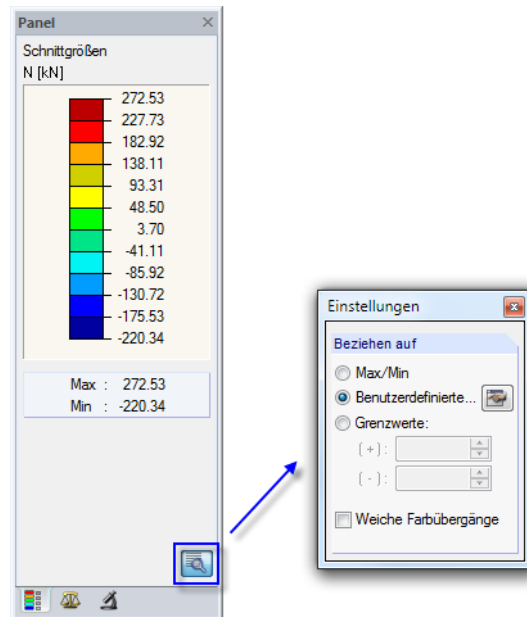 Panel
Schnittgrößen
N [kN]
272.53
227.73
182.92
138.11
93.31
48.50
3.70
-41.11
-85.92
-130.72
-175.53
-220.34
Max : 272.53
Min : -220.34
Einstellungen
Beziehen auf
Max/Min
Benutzerdefinierte...
Grenzwerte:
(+):
(-):
Weiche Farbübergänge